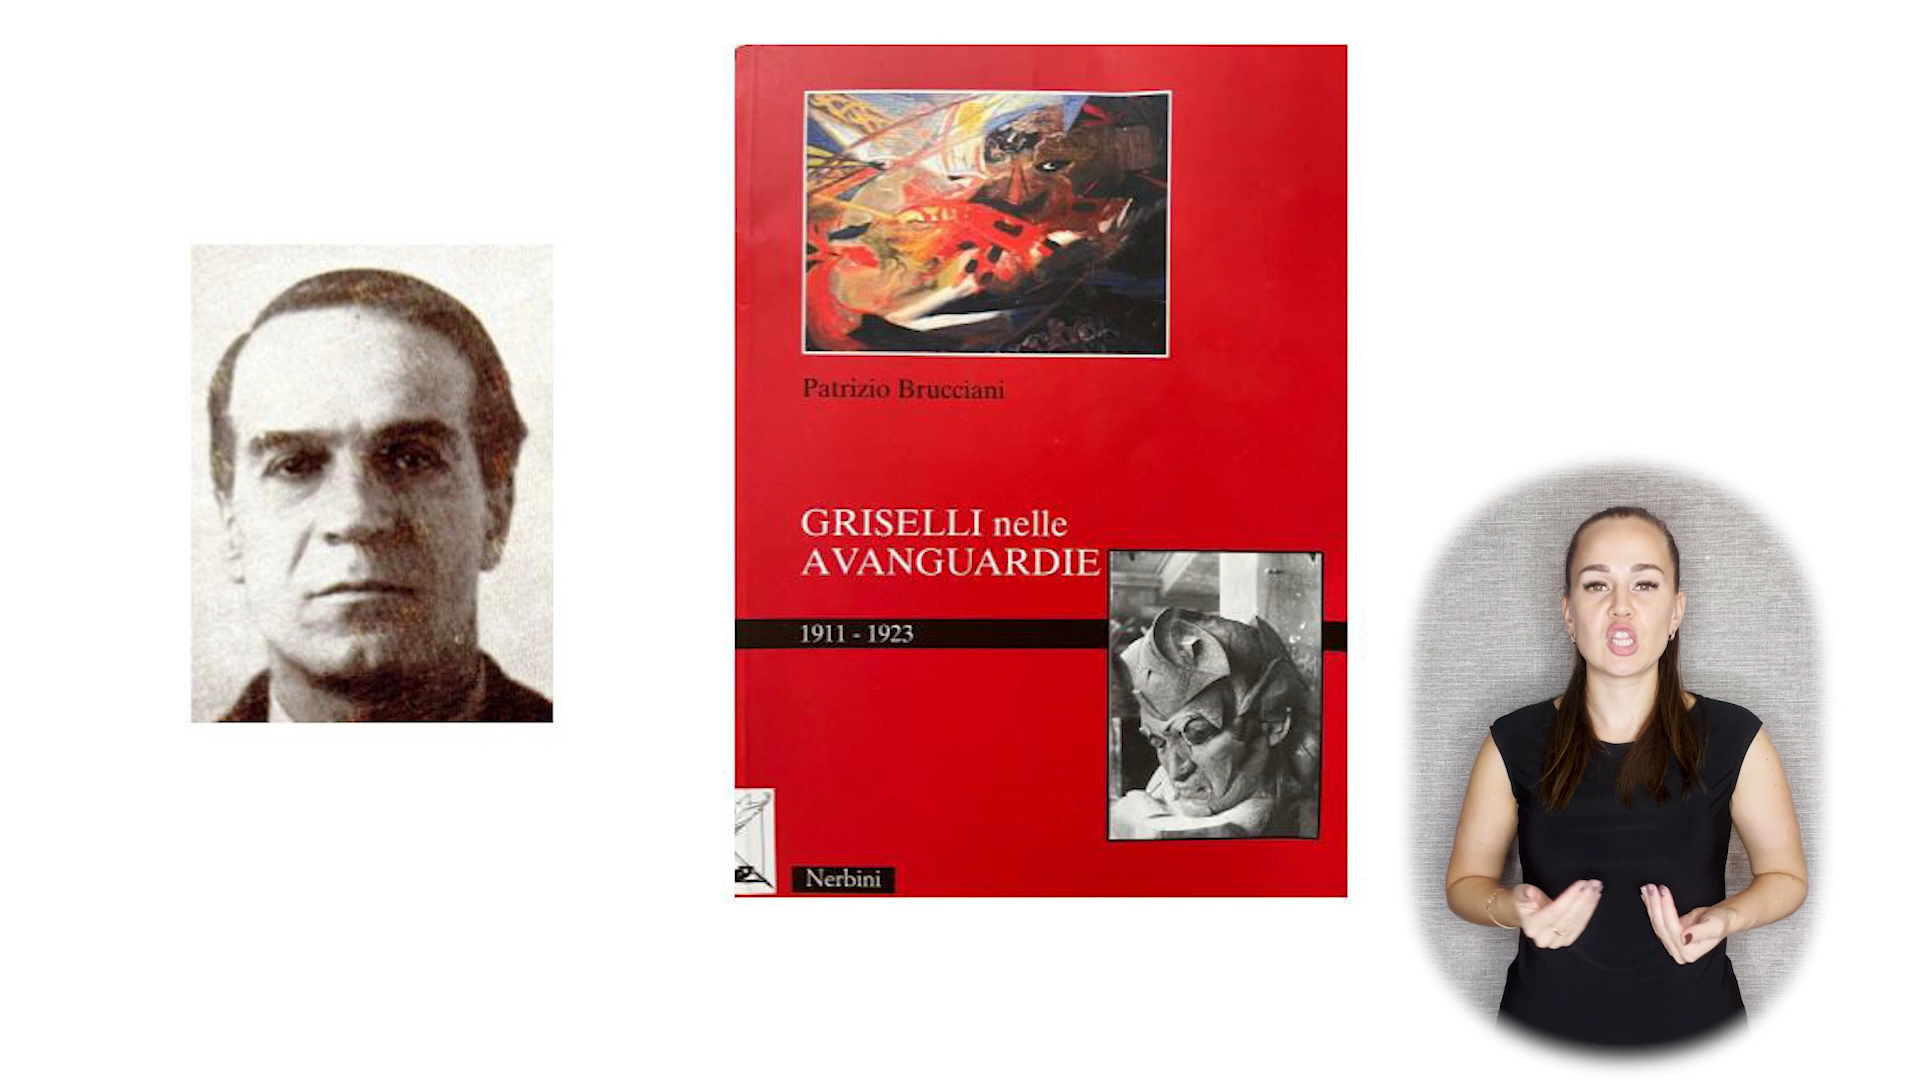 Patrizio Brucciani
GRISELLI nelle
AVANGUARDIE
1911 - 1923
Nerbini